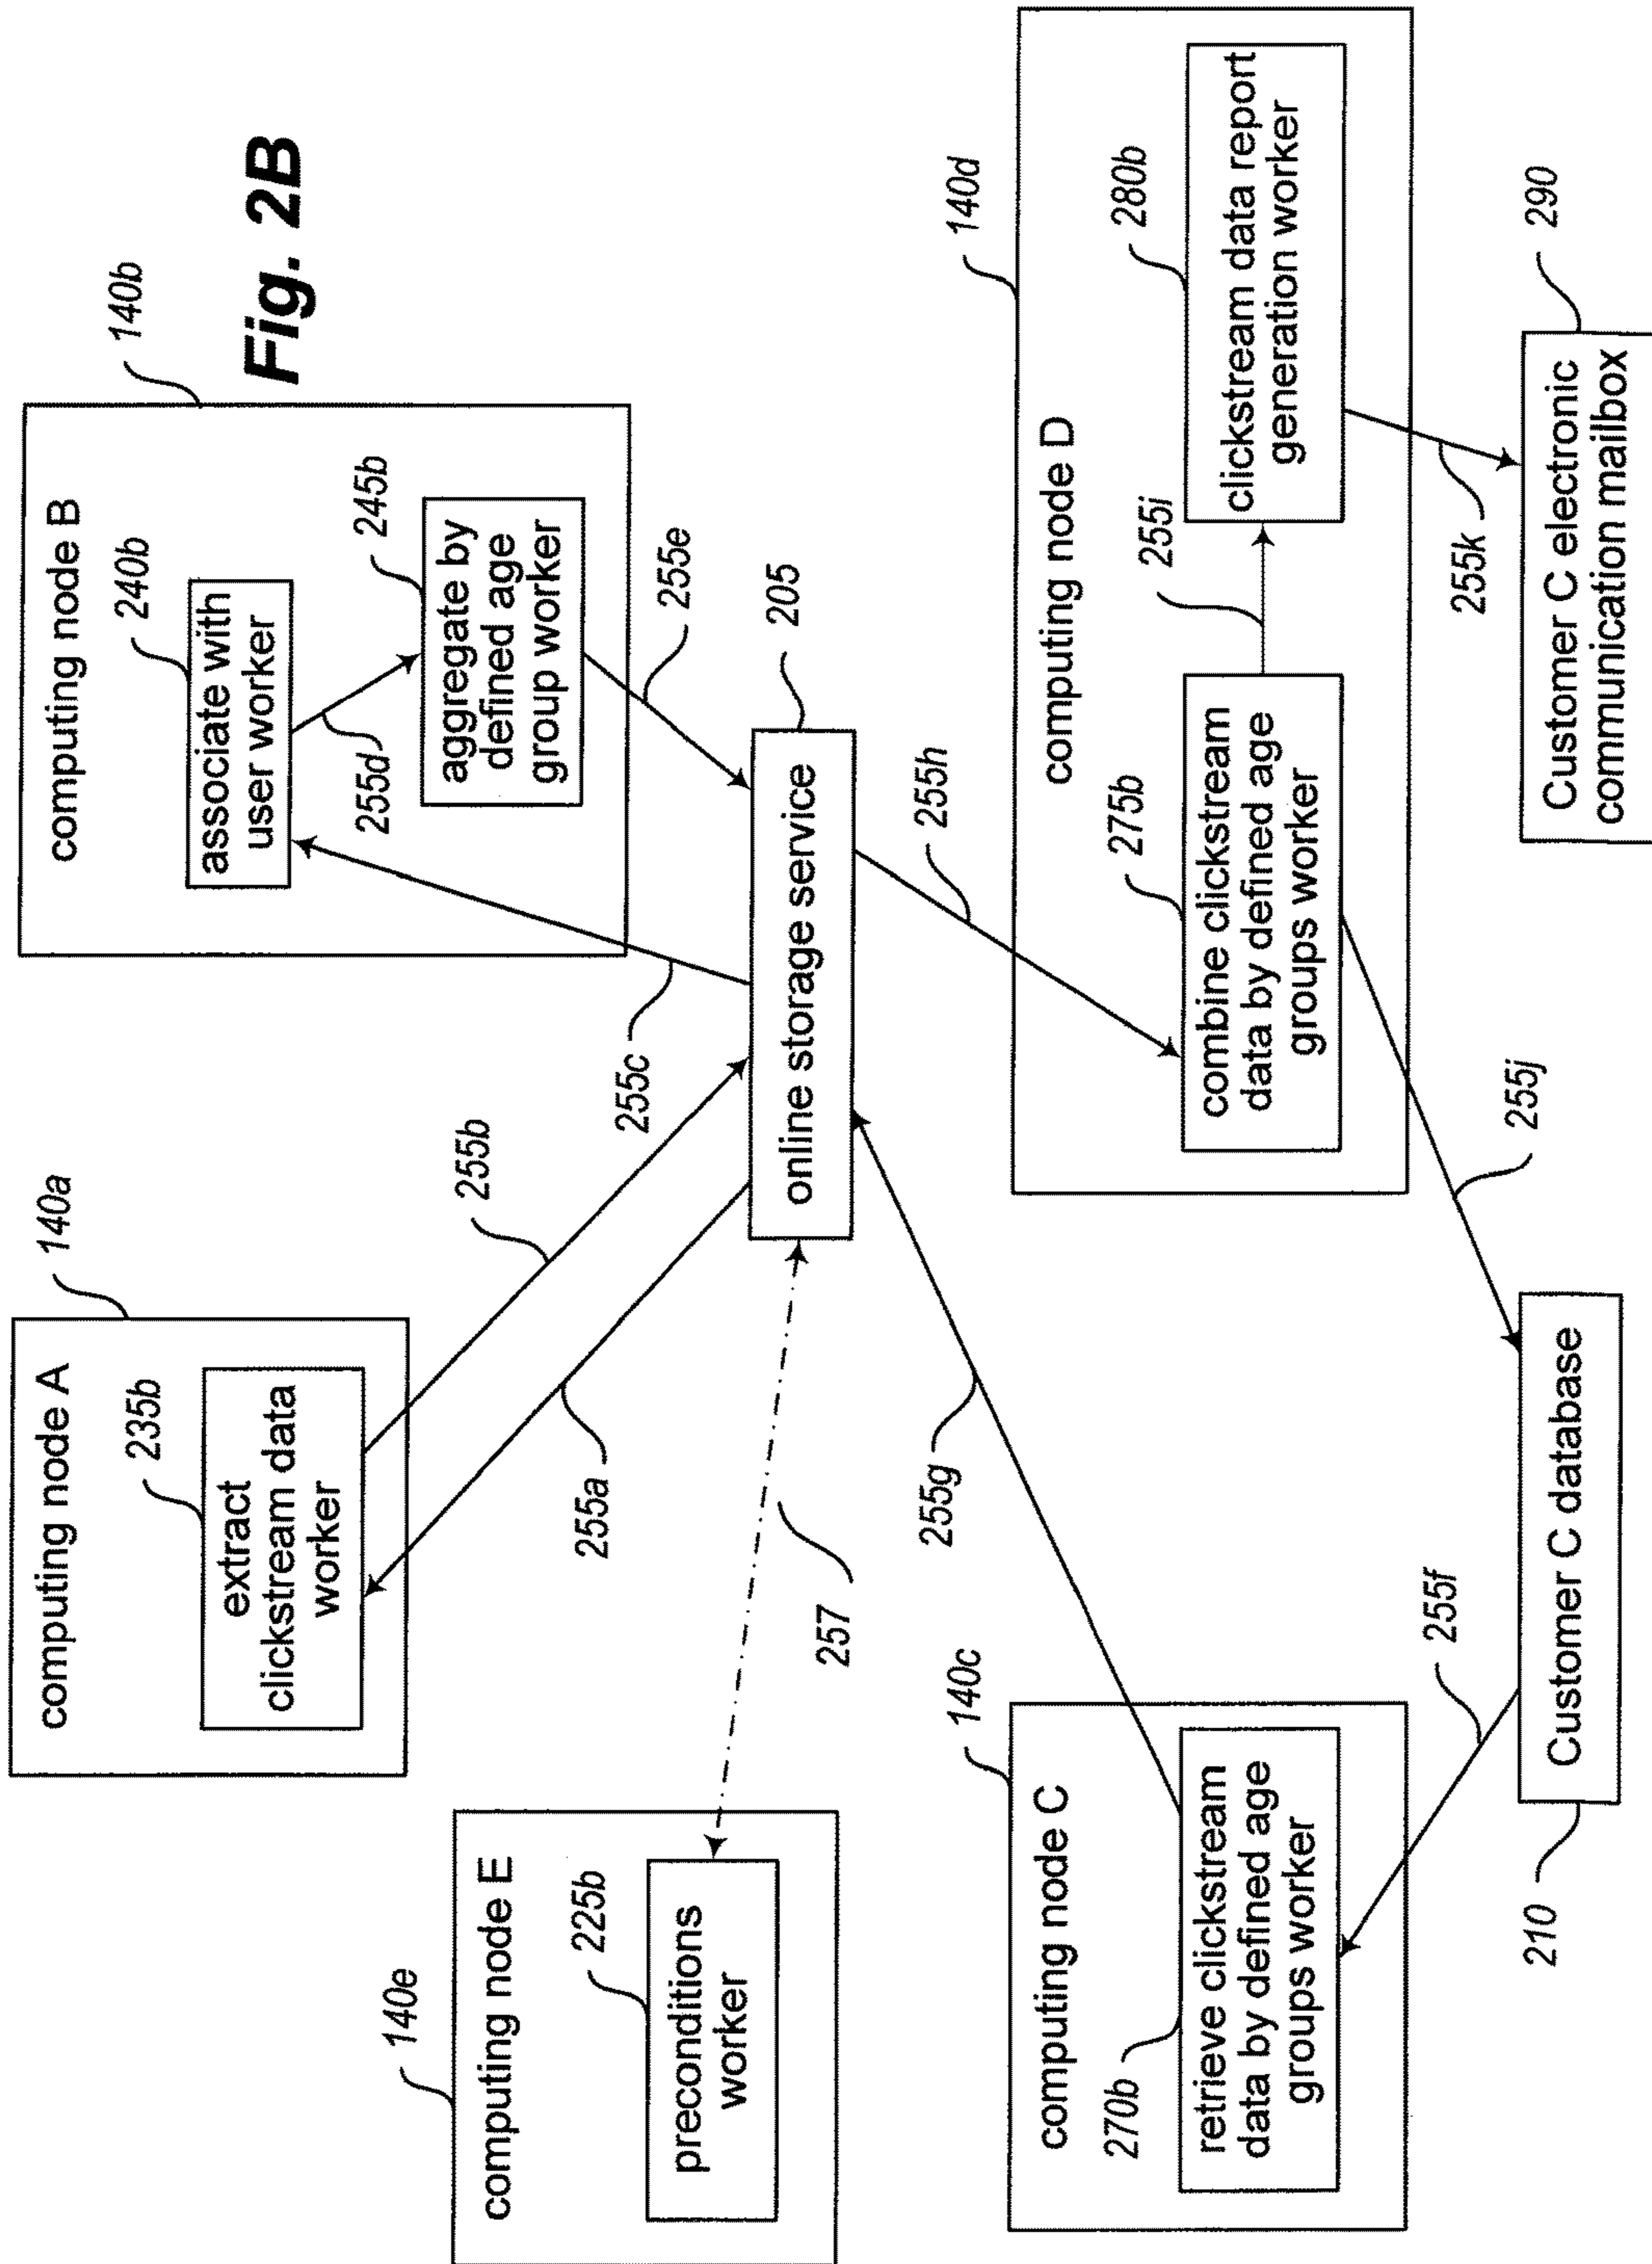 Fig. 2B
140e
computing node E
225b
preconditions
worker
140a
computing node A
235b
extract
clickstream data
worker
140b
computing node B
240b
associate with
user worker
255d
245b
aggregate by
defined age
group worker
255a
255b
255c
255e
257
205
online storage service
255g
255h
140c
computing node C
270b
retrieve clickstream
data by defined age
groups worker
140d
computing node D
275b
combine clickstream
data by defined age
groups worker
255i
280b
clickstream data report
generation worker
255f
255j
255k
210
Customer C database
290
Customer C electronic
communication mailbox